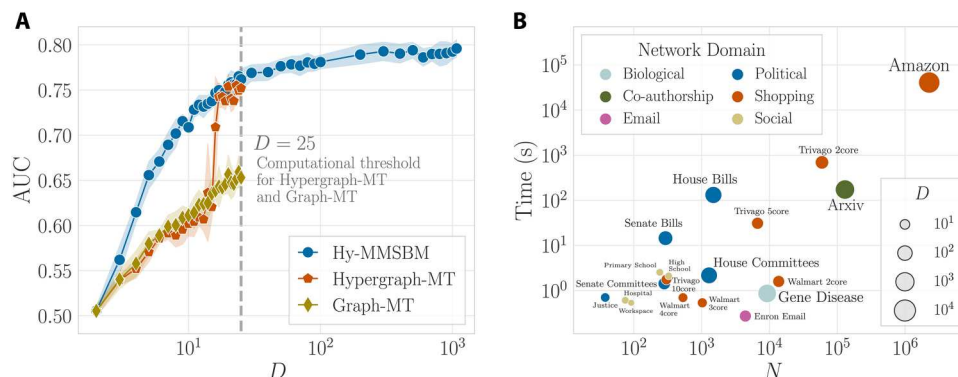 A
0.80
0.75
0.70
0.65
0.60
0.55
0.50
AUC
D = 25
Computational threshold
for Hypergraph-MT
and Graph-MT
Hy-MMSBM
Hypergraph-MT
Graph-MT
10¹
10²
10³
D
B
Network Domain
Biological
Political
Co-authorship
Shopping
Email
Social
10⁵
10⁴
10³
10²
10¹
10⁰
Time (s)
Amazon
Trivago 2core
House Bills
Arxiv
Trivago 5core
Senate Bills
Primary School
High
School
House Committees
Senate Committees
Trivago
10core
Walmart 2core
Gene Disease
Justice
Hospital
Workspace
Walmart
4core
Walmart
3core
Enron Email
D
10¹
10²
10³
10⁴
10²
10³
10⁴
10⁵
10⁶
N